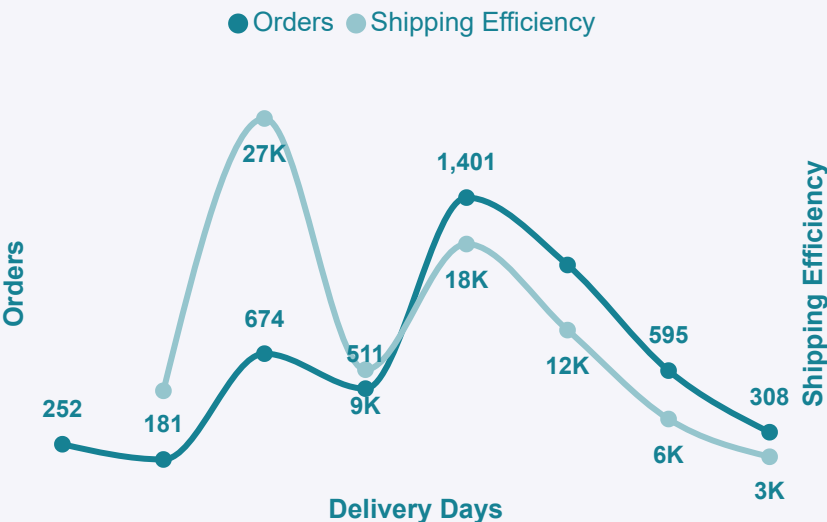 Orders Shipping Efficiency
27K
1,401
18K
674
511
9K
595
12K
252
181
308
6K
3K
Orders
Shipping Efficiency
Delivery Days